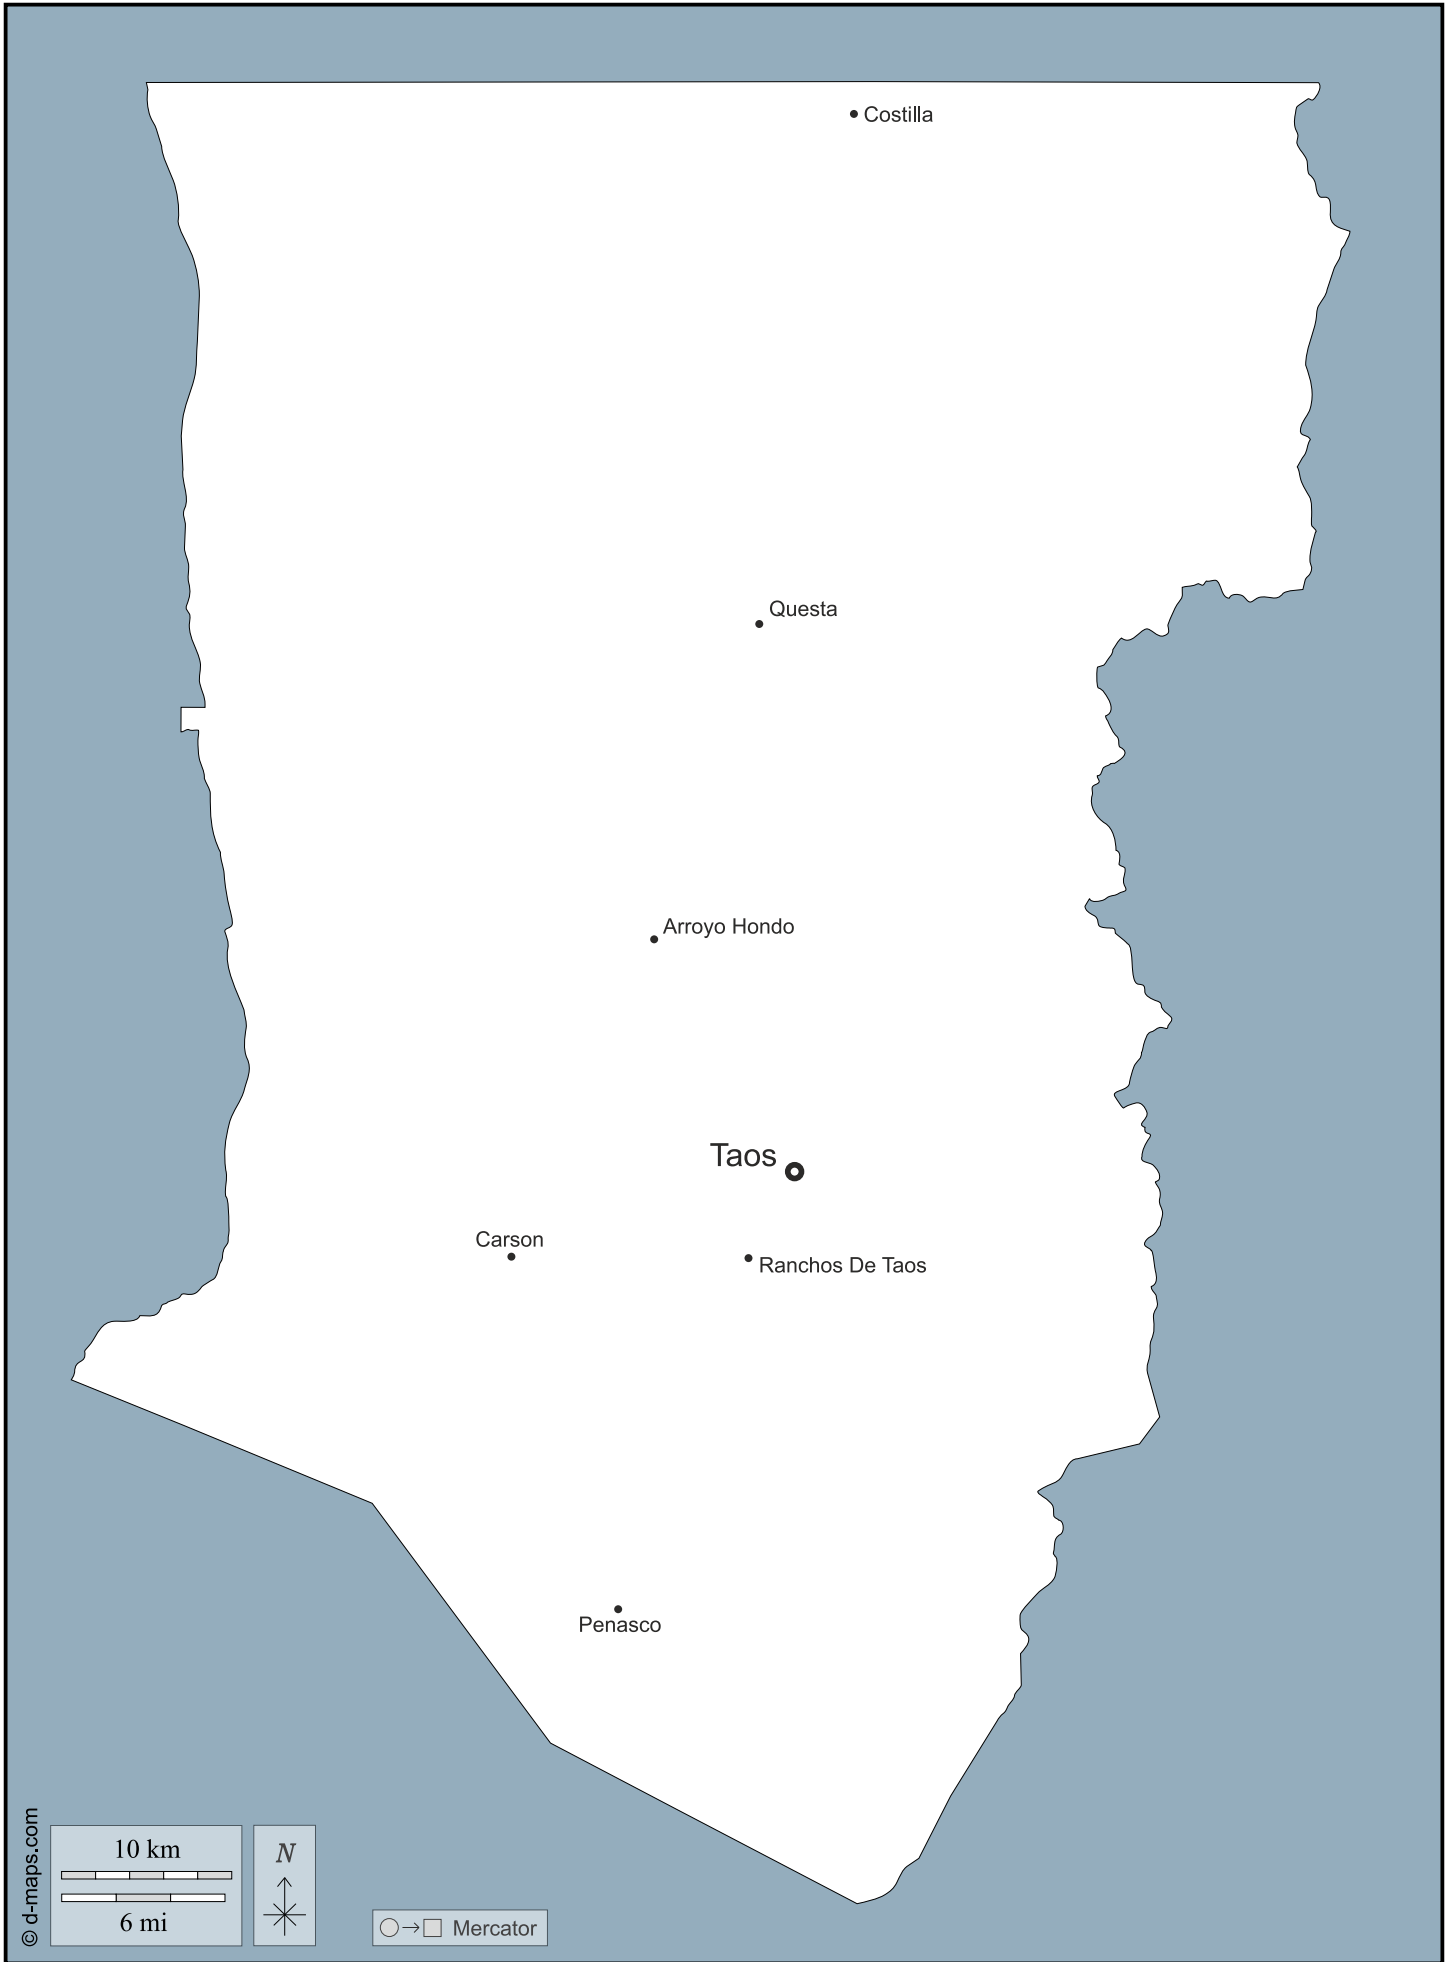 Costilla
Questa
Arroyo Hondo
Taos
Carson
Ranchos De Taos
Penasco
© d-maps.com
10 km
6 mi
N
Mercator